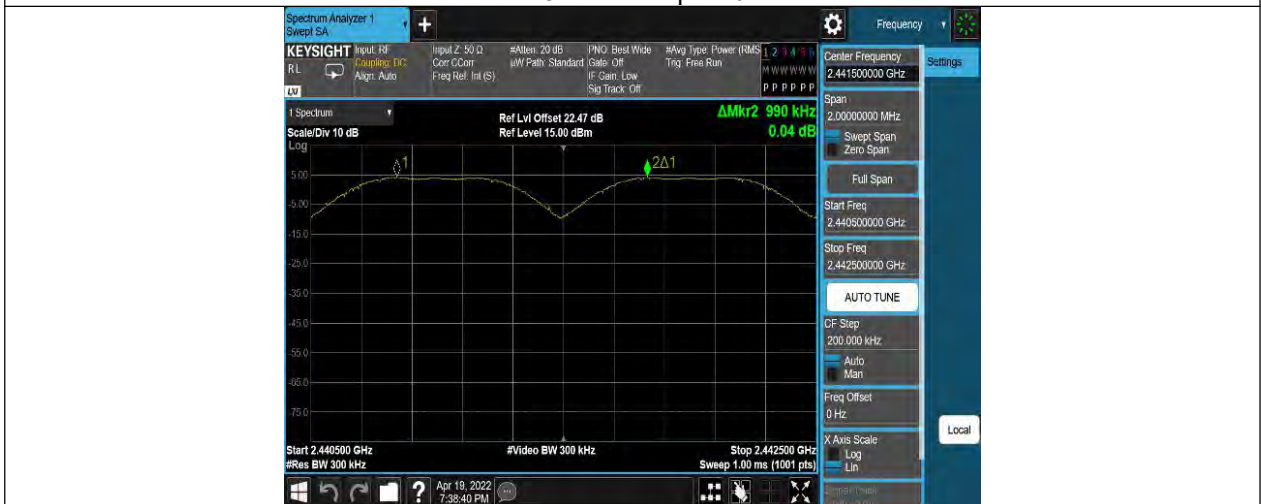 Spectrum Analyzer 1
Swept SA
+
Frequency
KEYSIGHT
RL
Input: RF
Coupling: DC
Align: Auto
Input Z: 50 Ω
Corr CCorr
Freq Ref: Int (S)
#Atten: 20 dB
µW Path: Standard
PNO: Best Wide
Gate: Off
IF Gain: Low
Sig Track: Off
#Avg Type: Power (RMS
Trig: Free Run
1 2 3 4 5 6
M W W W W W
P P P P P P
1 Spectrum
Scale/Div 10 dB
Log
Ref Lvl Offset 22.47 dB
Ref Level 15.00 dBm
ΔMkr2 990 kHz
0.04 dB
1
2Δ1
5.00
-5.00
-15.0
-25.0
-35.0
-45.0
-55.0
-65.0
-75.0
Start 2.440500 GHz
#Res BW 300 kHz
#Video BW 300 kHz
Stop 2.442500 GHz
Sweep 1.00 ms (1001 pts)
Center Frequency
2.441500000 GHz
Settings
Span
2.00000000 MHz
Swept Span
Zero Span
Full Span
Start Freq
2.440500000 GHz
Stop Freq
2.442500000 GHz
AUTO TUNE
CF Step
200.000 kHz
Auto
Man
Freq Offset
0 Hz
X Axis Scale
Log
Lin
Local
?
Apr 19, 2022
7:38:40 PM